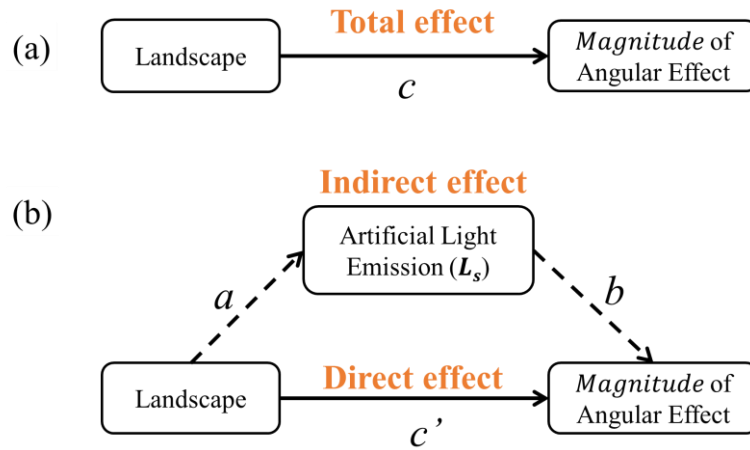 (a)
Total effect
Landscape
c
Magnitude of
Angular Effect
(b)
Indirect effect
Artificial Light
Emission (Ls)
a
b
Landscape
Direct effect
c’
Magnitude of
Angular Effect